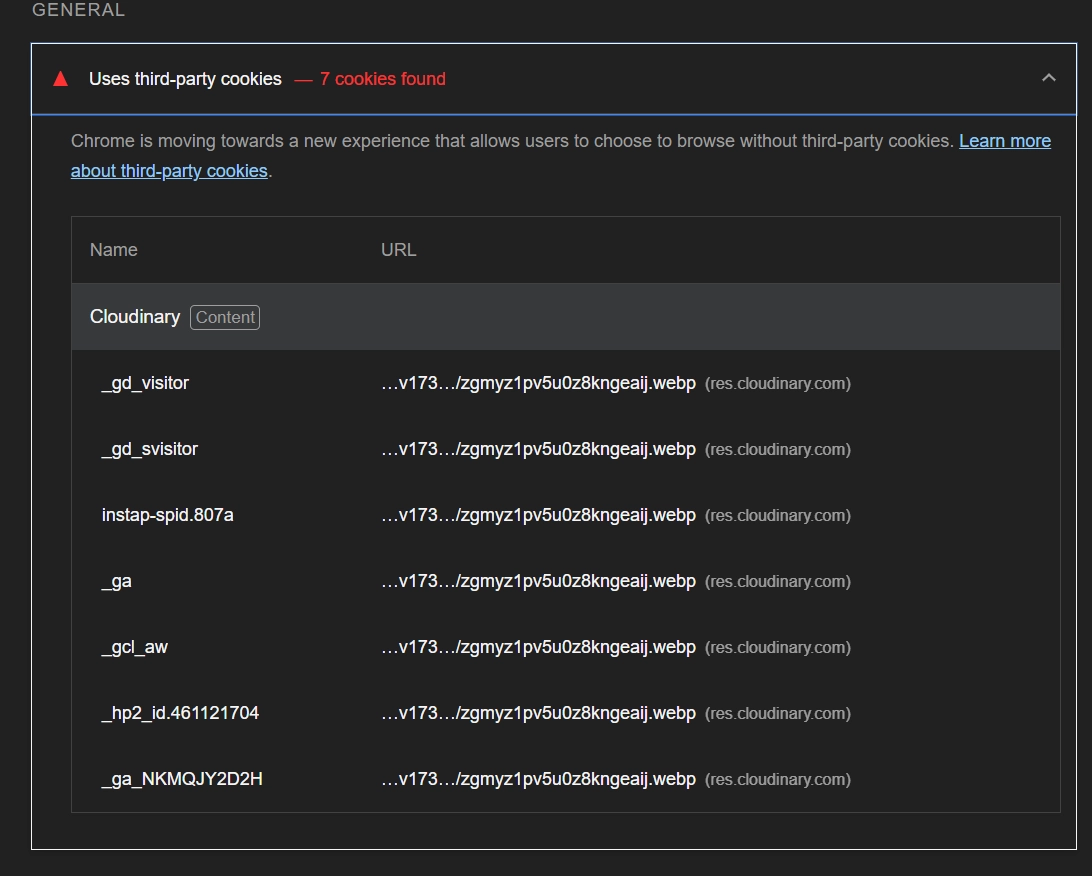 GENERAL
Uses third-party cookies — 7 cookies found
Chrome is moving towards a new experience that allows users to choose to browse without third-party cookies. Learn more
about third-party cookies.
Name URL
Cloudinary Content
_gd_visitor …v173…/zgmyz1pv5u0z8kngeaij.webp (res.cloudinary.com)
_gd_svisitor …v173…/zgmyz1pv5u0z8kngeaij.webp (res.cloudinary.com)
instap-spid.807a …v173…/zgmyz1pv5u0z8kngeaij.webp (res.cloudinary.com)
_ga …v173…/zgmyz1pv5u0z8kngeaij.webp (res.cloudinary.com)
_gcl_aw …v173…/zgmyz1pv5u0z8kngeaij.webp (res.cloudinary.com)
_hp2_id.461121704 …v173…/zgmyz1pv5u0z8kngeaij.webp (res.cloudinary.com)
_ga_NKMQJY2D2H …v173…/zgmyz1pv5u0z8kngeaij.webp (res.cloudinary.com)